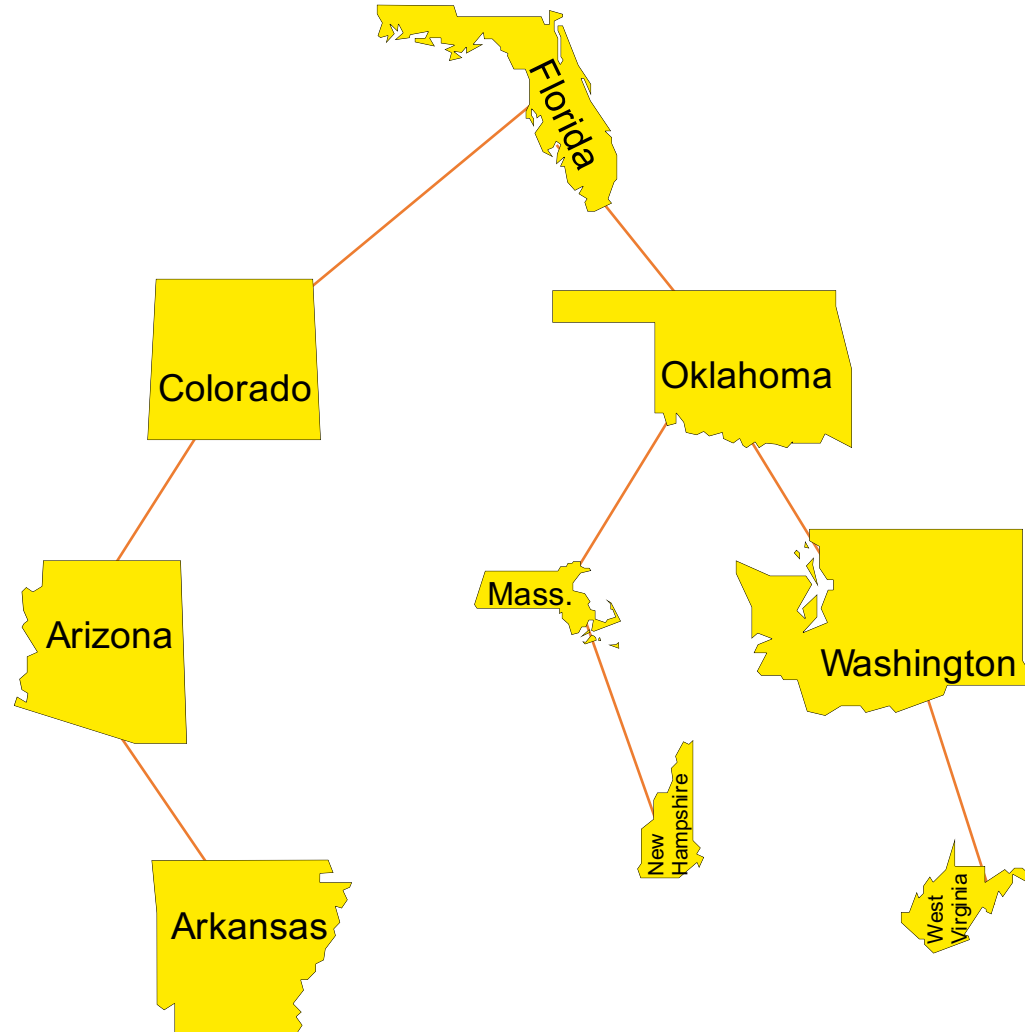 Florida
Colorado
Oklahoma
Mass.
Arizona
Washington
New
Hampshire
West
Virginia
Arkansas